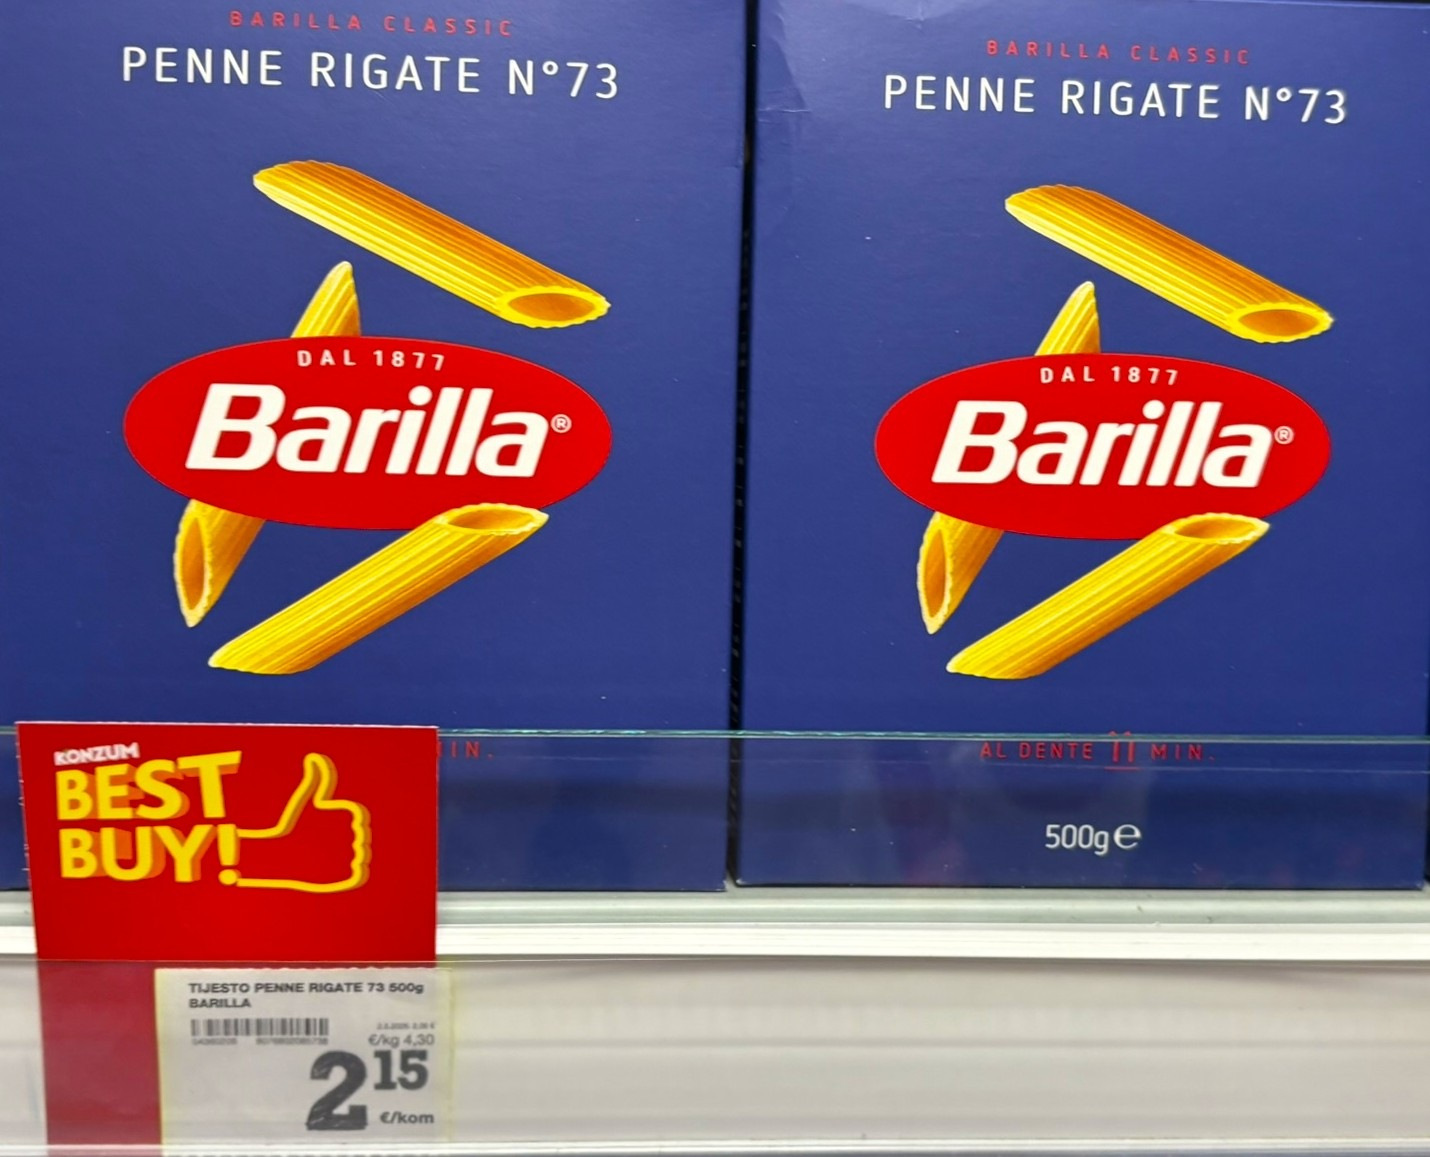 BARILLA CLASSIC
PENNE RIGATE N°73
DAL 1877
Barilla®
MIN.
BARILLA CLASSIC
PENNE RIGATE N°73
DAL 1877
Barilla®
AL DENTE 11 MIN.
500g e
KONZUM
BEST
BUY!
TIJESTO PENNE RIGATE 73 500g
BARILLA
€/kg 4,30
2 15
€/kom